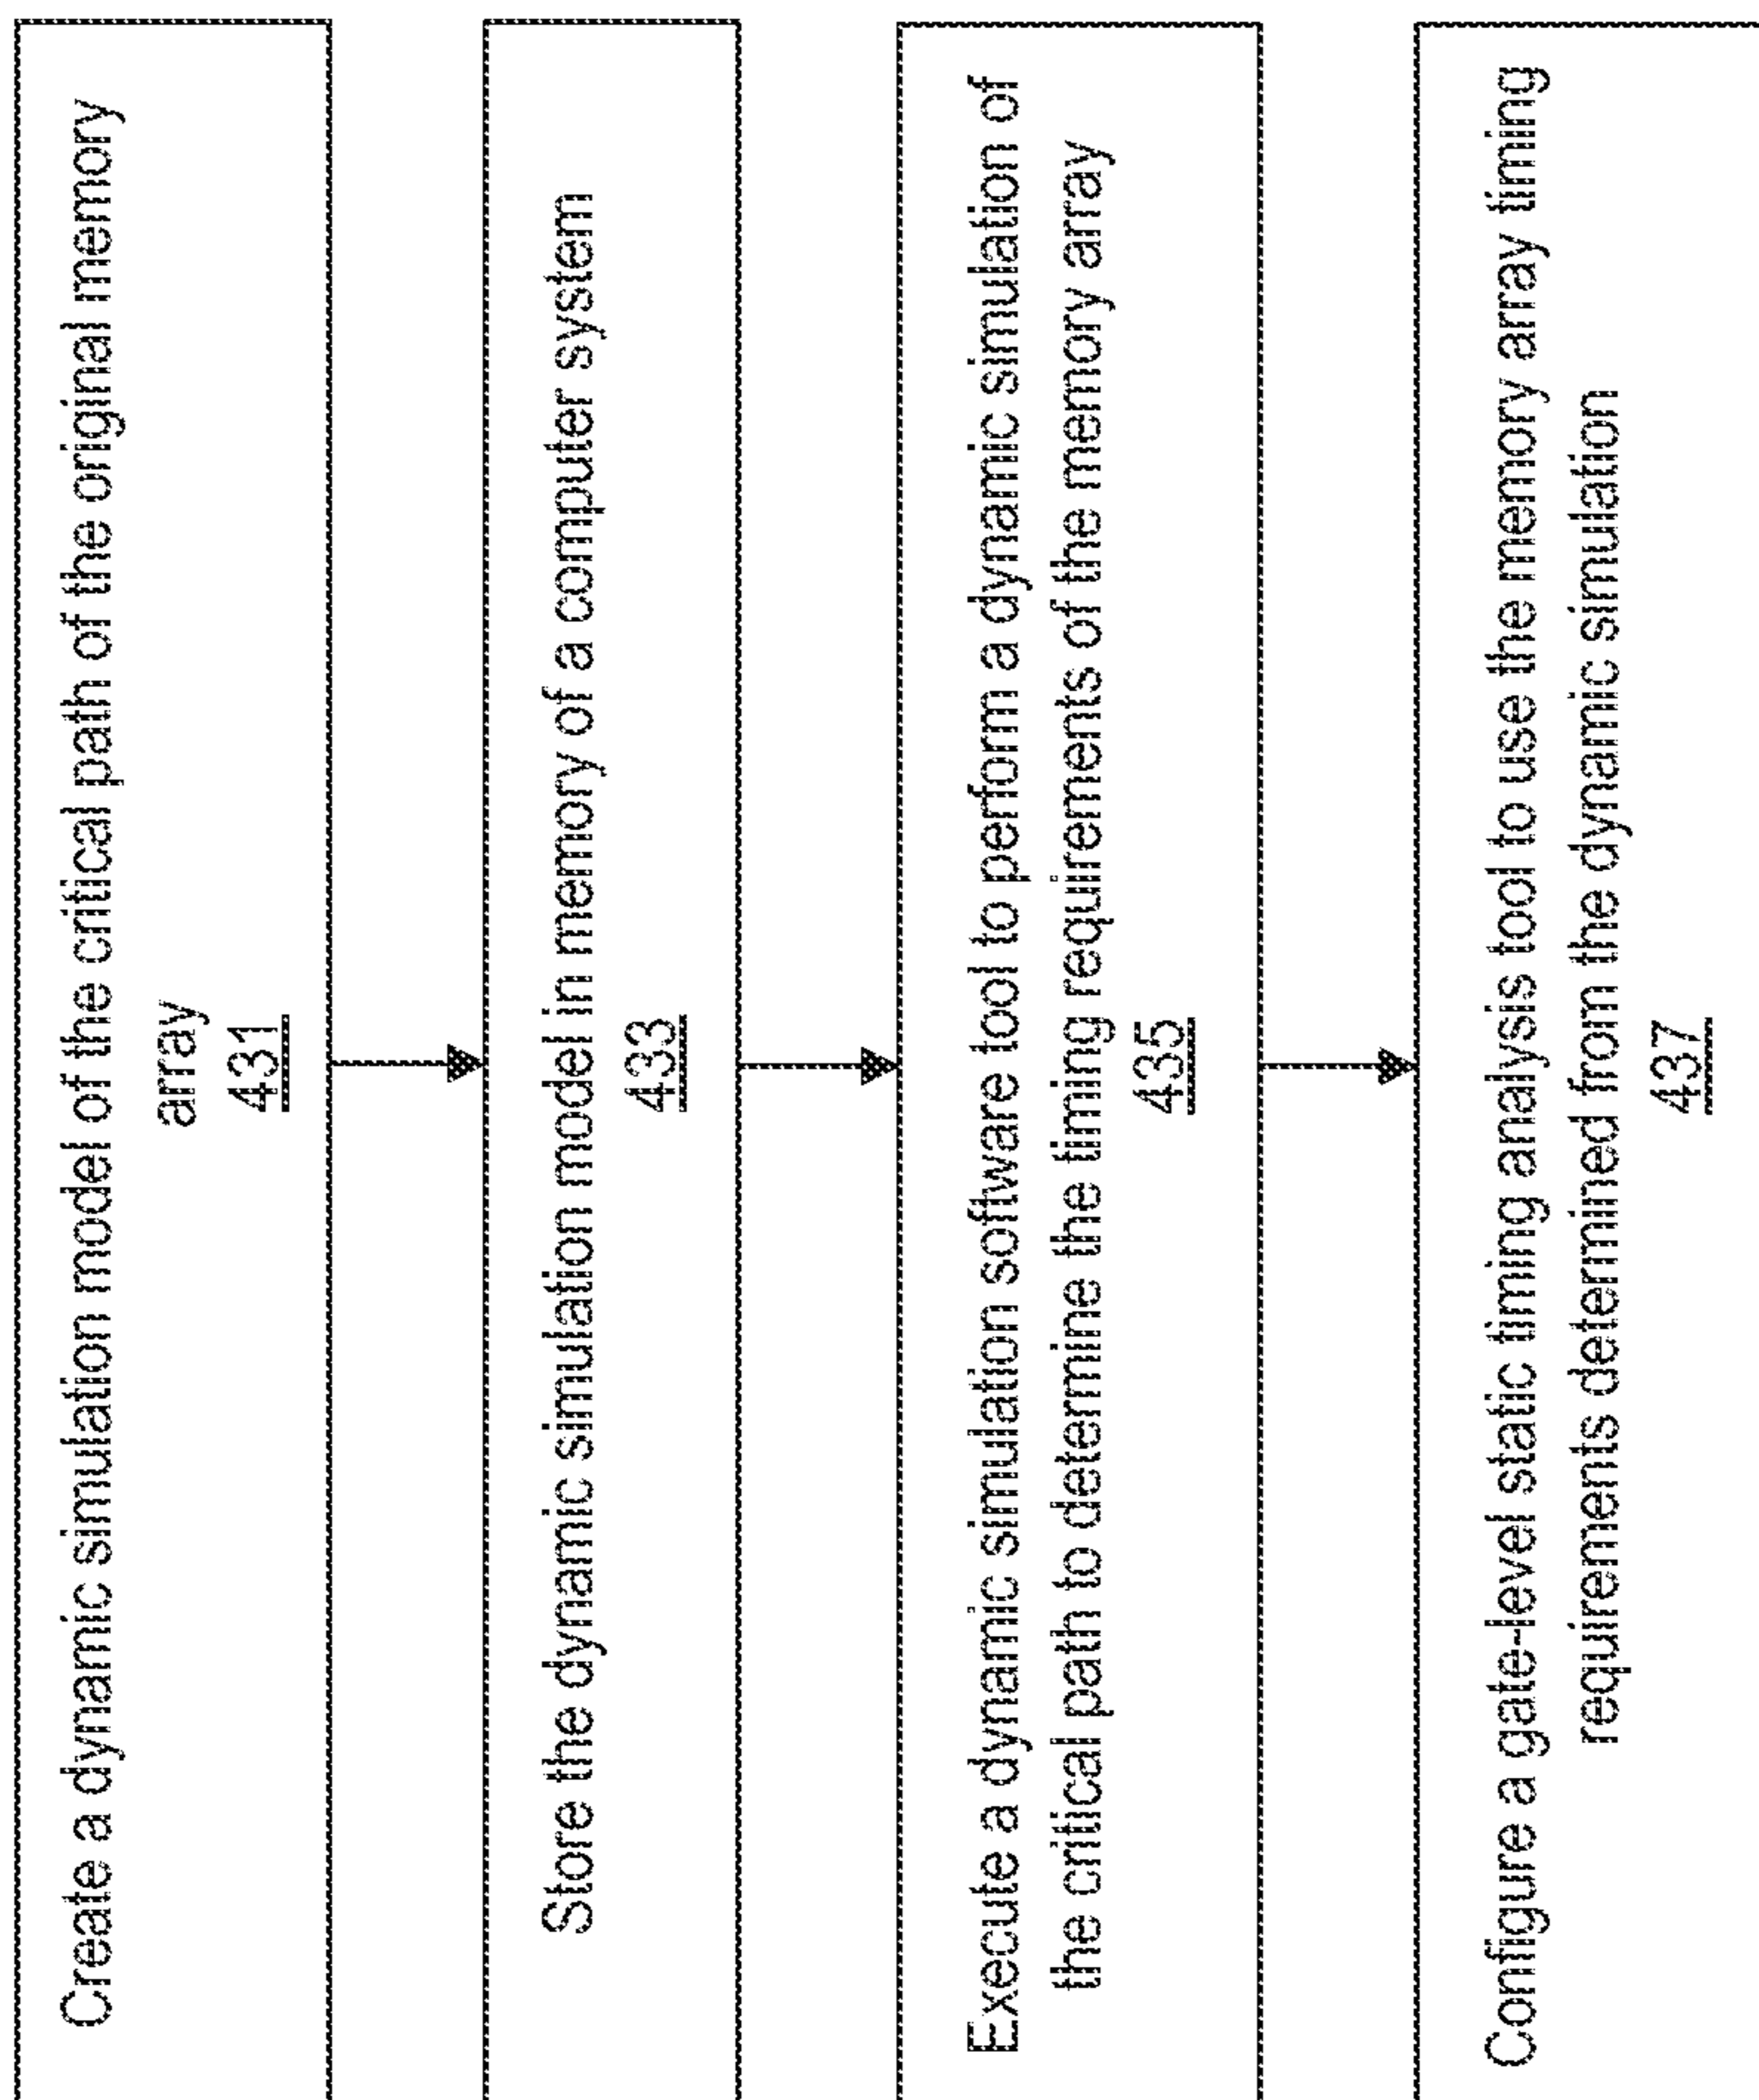 Create a dynamic simulation model of the critical path of the original memory
array
431
Store the dynamic simulation model in memory of a computer system
433
Execute a dynamic simulation software tool to perform a dynamic simulation of
the critical path to determine the timing requirements of the memory array
435
Configure a gate-level static timing analysis tool to use the memory array timing
requirements determined from the dynamic simulation
437